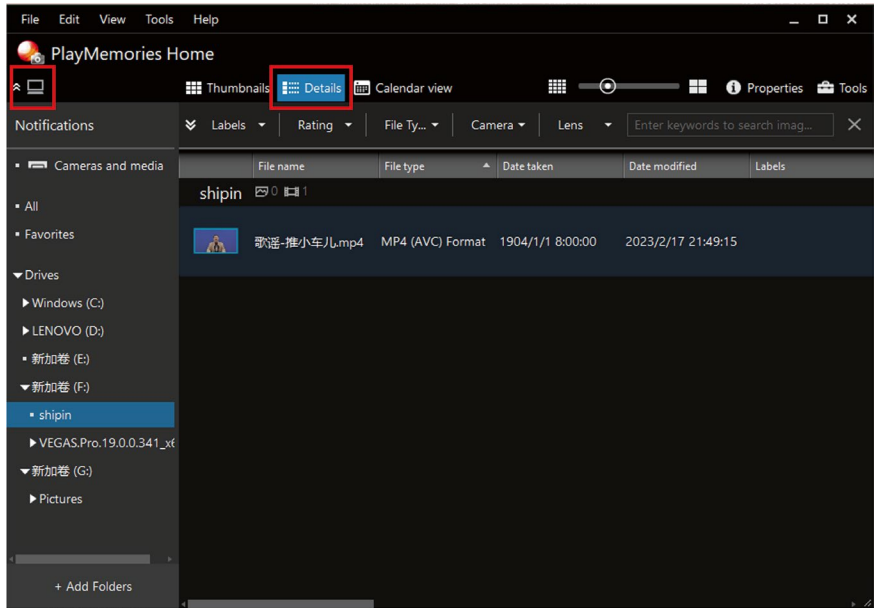 File Edit View Tools Help
PlayMemories Home
Thumbnails Details Calendar view Properties Tools
Notifications
Labels Rating File Ty... Camera Lens Enter keywords to search imag...
Cameras and media
File name File type Date taken Date modified Labels
shipin 0 1
All
Favorites
歌谣-推小车儿.mp4 MP4 (AVC) Format 1904/1/1 8:00:00 2023/2/17 21:49:15
Drives
Windows (C:)
LENOVO (D:)
新加卷 (E:)
新加卷 (F:)
shipin
VEGAS.Pro.19.0.0.341_x6
新加卷 (G:)
Pictures
+ Add Folders